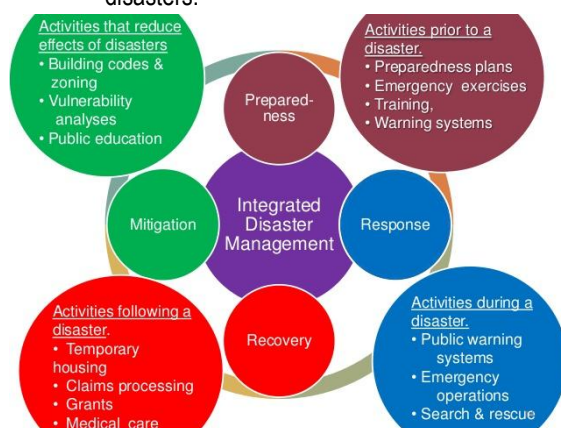 disasters.
Activities that reduce
effects of disasters
• Building codes &
zoning
• Vulnerability
analyses
• Public education
Activities prior to a
disaster.
• Preparedness plans
• Emergency exercises
• Training,
• Warning systems
Prepared-
ness
Mitigation
Integrated
Disaster
Management
Response
Activities following a
disaster.
• Temporary
housing
• Claims processing
• Grants
• Medical care
Recovery
Activities during a
disaster.
• Public warning
systems
• Emergency
operations
• Search & rescue